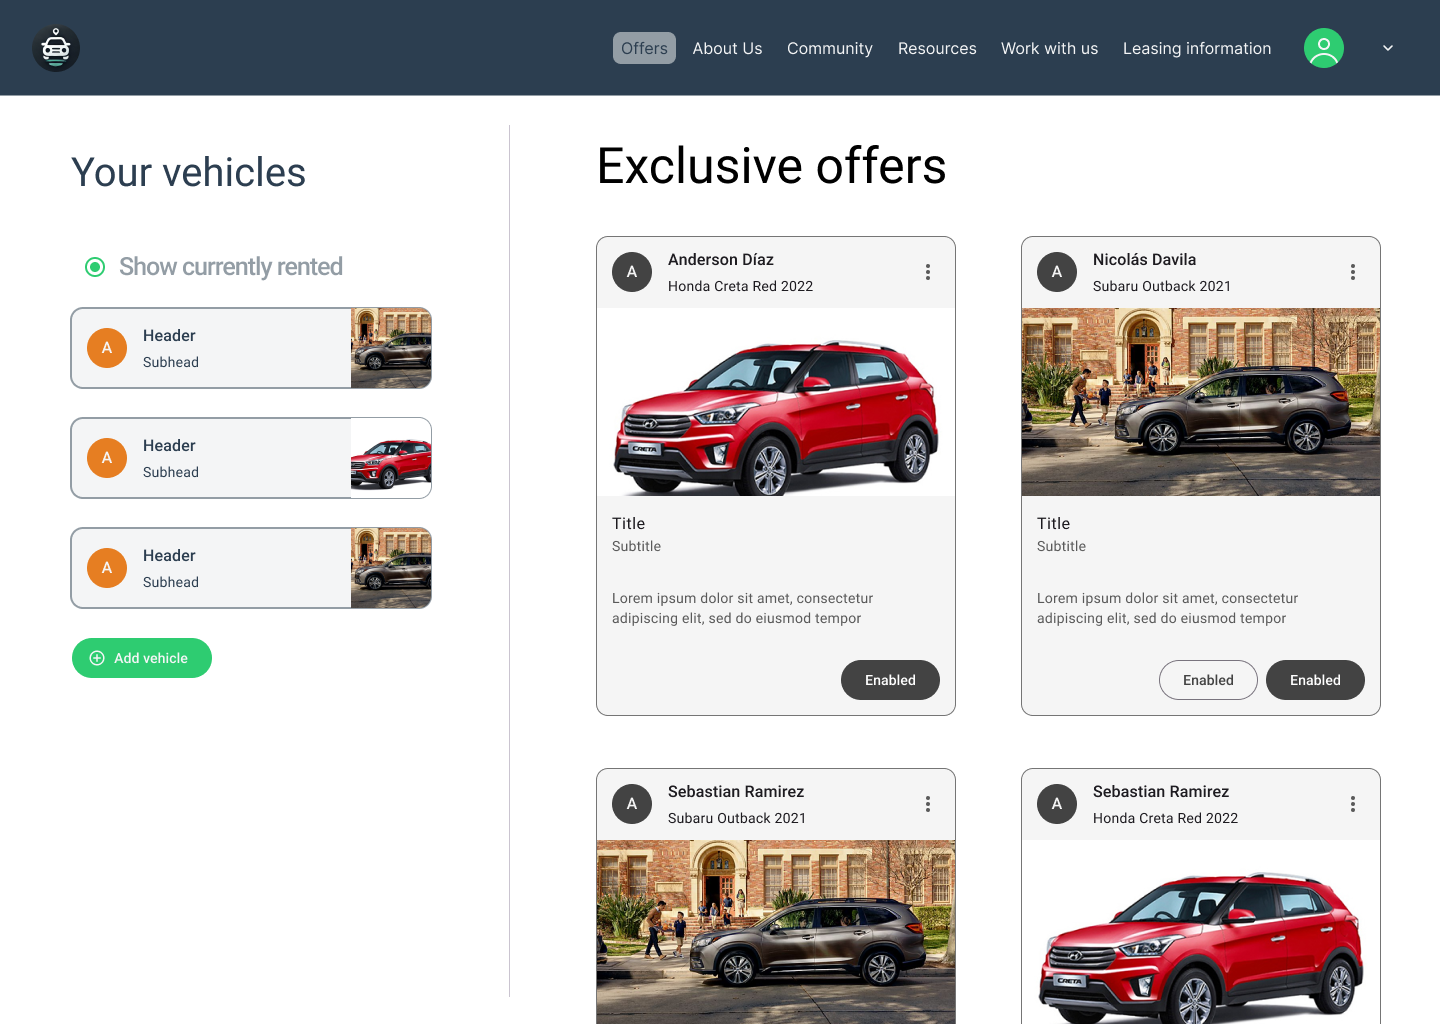 Offers
About Us
Community
Resources
Work with us
Leasing information
Your vehicles
Show currently rented
A
Header
Subhead
A
Header
Subhead
A
Header
Subhead
Add vehicle
Exclusive offers
A
Anderson Díaz
Honda Creta Red 2022
CRETA
Title
Subtitle
Lorem ipsum dolor sit amet, consectetur
adipiscing elit, sed do eiusmod tempor
Enabled
A
Nicolás Davila
Subaru Outback 2021
Title
Subtitle
Lorem ipsum dolor sit amet, consectetur
adipiscing elit, sed do eiusmod tempor
Enabled
Enabled
A
Sebastian Ramirez
Subaru Outback 2021
A
Sebastian Ramirez
Honda Creta Red 2022
CRETA